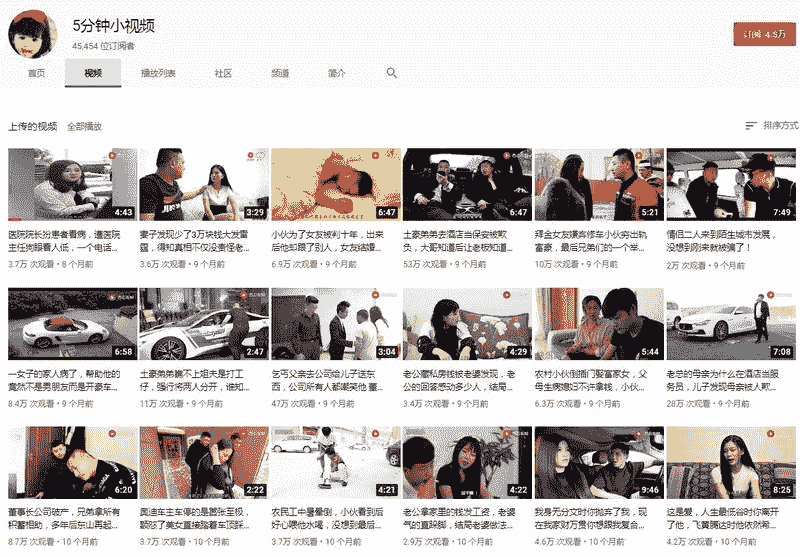 5分钟小视频
45,454 位订阅者
订阅 4.5万
首页 视频 播放列表 社区 频道 简介
上传的视频 全部播放
排序方式
4:43
3:29
6:47
6:47
5:21
7:49
医院院长扮患者看病，遭医院
主任狗眼看人低，一个电话...
3.7万 次观看 • 8 个月前
妻子发现少了3万块钱大发雷
霆，得知真相不仅没责怪老...
3.6万 次观看 • 9 个月前
小伙为了女友被判十年，出来
后他却跟了别人，女友结婚...
6.9万 次观看 • 9 个月前
土豪弟弟去酒店当保安被欺
负，大哥知道后让老板知道...
53万 次观看 • 9 个月前
拜金女友嫌弃修车小伙穷出轨
富豪，最后兄弟们的一个举...
10万 次观看 • 9 个月前
情侣二人来到陌生城市发展，
没想到刚来就被骗了！
2万 次观看 • 9 个月前
6:58
2:47
3:04
4:29
5:44
7:08
一女子的家人病了，帮助他的
竟然不是男朋友而是开豪车...
8.4万 次观看 • 9 个月前
土豪弟弟瞧不上姐夫是打工
仔，强行将两人分开，谁知...
11万 次观看 • 9 个月前
乞丐父亲去公司给儿子送东
西，公司所有人都嘲笑他 董...
47万 次观看 • 9 个月前
老公藏私房钱被老婆发现，老
公的回答感动多少人，结局...
3.4万 次观看 • 9 个月前
农村小伙倒插门娶富家女，父
母生病媳妇不许拿钱，小伙...
6.3万 次观看 • 9 个月前
老总的母亲为什么在酒店当服
务员，儿子发现母亲被人欺...
28万 次观看 • 9 个月前
6:20
2:22
4:21
4:22
9:46
8:25
董事长公司破产，兄弟拿所有
积蓄相助，多年后东山再起...
8.7万 次观看 • 10 个月前
奥迪车主车停的是嚣张至极，
颖怒了美女直接踏着车顶踩...
3.7万 次观看 • 10 个月前
农民工中暑晕倒，小伙看到后
好心喂他水喝，没想到最后...
3.7万 次观看 • 10 个月前
老公拿家里的钱发工资，老婆
气的直跺脚，结局老婆做法...
2.9万 次观看 • 10 个月前
我身无分文时你抛弃了我，现
在我家财万贯你想跟我复合...
4.6万 次观看 • 10 个月前
这是爱，人生最低谷时你离开
了他，飞黄腾达时他依然希...
4.2万 次观看 • 10 个月前